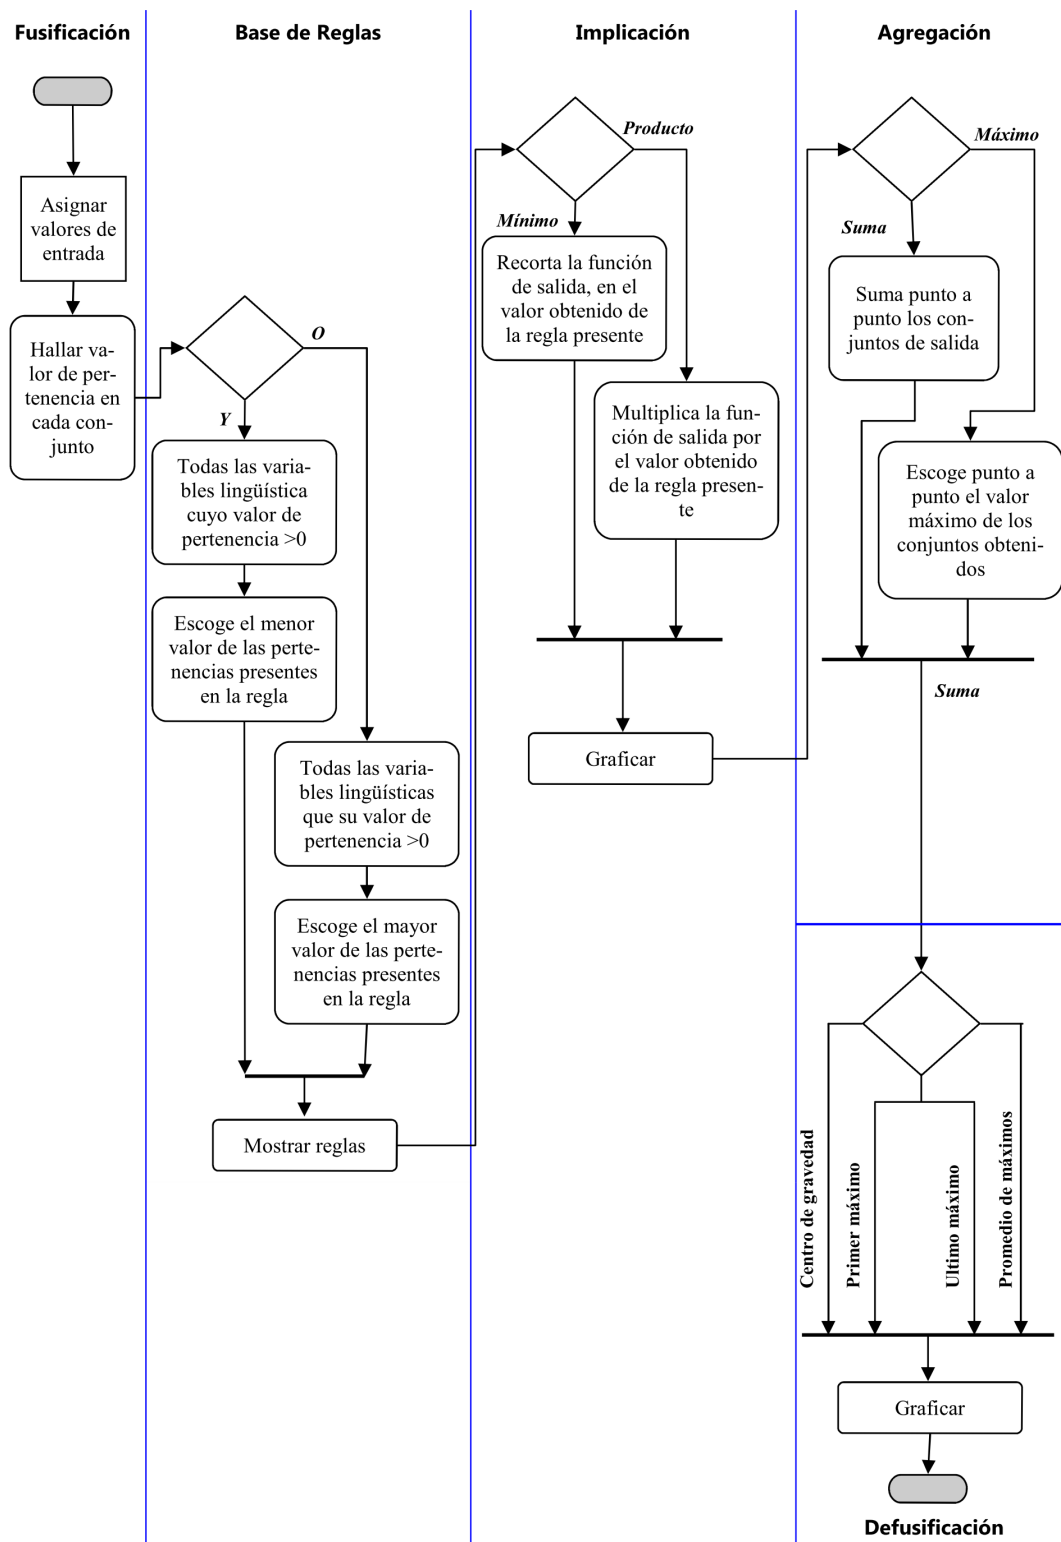 Fusificación
Base de Reglas
Implicación
Agregación
Asignar
valores de
entrada
Hallar va-
lor de per-
tenencia en
cada con-
junto
O
Y
Todas las varia-
bles lingüística
cuyo valor de
pertenencia >0
Escoge el menor
valor de las perte-
nencias presentes
en la regla
Todas las varia-
bles lingüísticas
que su valor de
pertenencia >0
Escoge el mayor
valor de las perte-
nencias presentes
en la regla
Mostrar reglas
Producto
Mínimo
Recorta la función
de salida, en el
valor obtenido de
la regla presente
Multiplica la fun-
ción de salida por
el valor obtenido
de la regla presen-
te
Graficar
Máximo
Suma
Suma punto a
punto los con-
juntos de salida
Escoge punto a
punto el valor
máximo de los
conjuntos obteni-
dos
Suma
Centro de gravedad
Primer máximo
Ultimo máximo
Promedio de máximos
Graficar
Defusificación